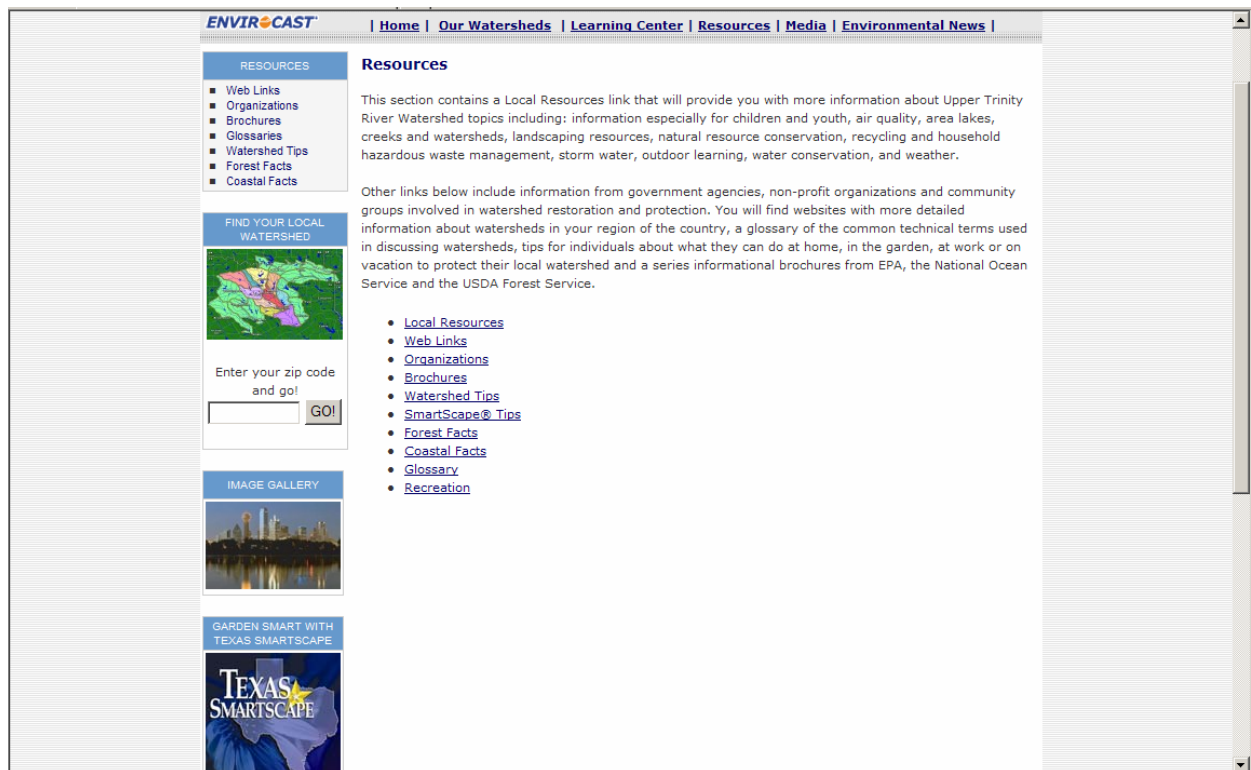 ENVIROCAST
| Home | Our Watersheds | Learning Center | Resources | Media | Environmental News |
RESOURCES
Web Links
Organizations
Brochures
Glossaries
Watershed Tips
Forest Facts
Coastal Facts
FIND YOUR LOCAL
WATERSHED
Enter your zip code
and go!
GO!
IMAGE GALLERY
GARDEN SMART WITH
TEXAS SMARTSCAPE
TEXAS
SMARTSCAPE
Resources
This section contains a Local Resources link that will provide you with more information about Upper Trinity
River Watershed topics including: information especially for children and youth, air quality, area lakes,
creeks and watersheds, landscaping resources, natural resource conservation, recycling and household
hazardous waste management, storm water, outdoor learning, water conservation, and weather.
Other links below include information from government agencies, non-profit organizations and community
groups involved in watershed restoration and protection. You will find websites with more detailed
information about watersheds in your region of the country, a glossary of the common technical terms used
in discussing watersheds, tips for individuals about what they can do at home, in the garden, at work or on
vacation to protect their local watershed and a series informational brochures from EPA, the National Ocean
Service and the USDA Forest Service.
Local Resources
Web Links
Organizations
Brochures
Watershed Tips
SmartScape® Tips
Forest Facts
Coastal Facts
Glossary
Recreation